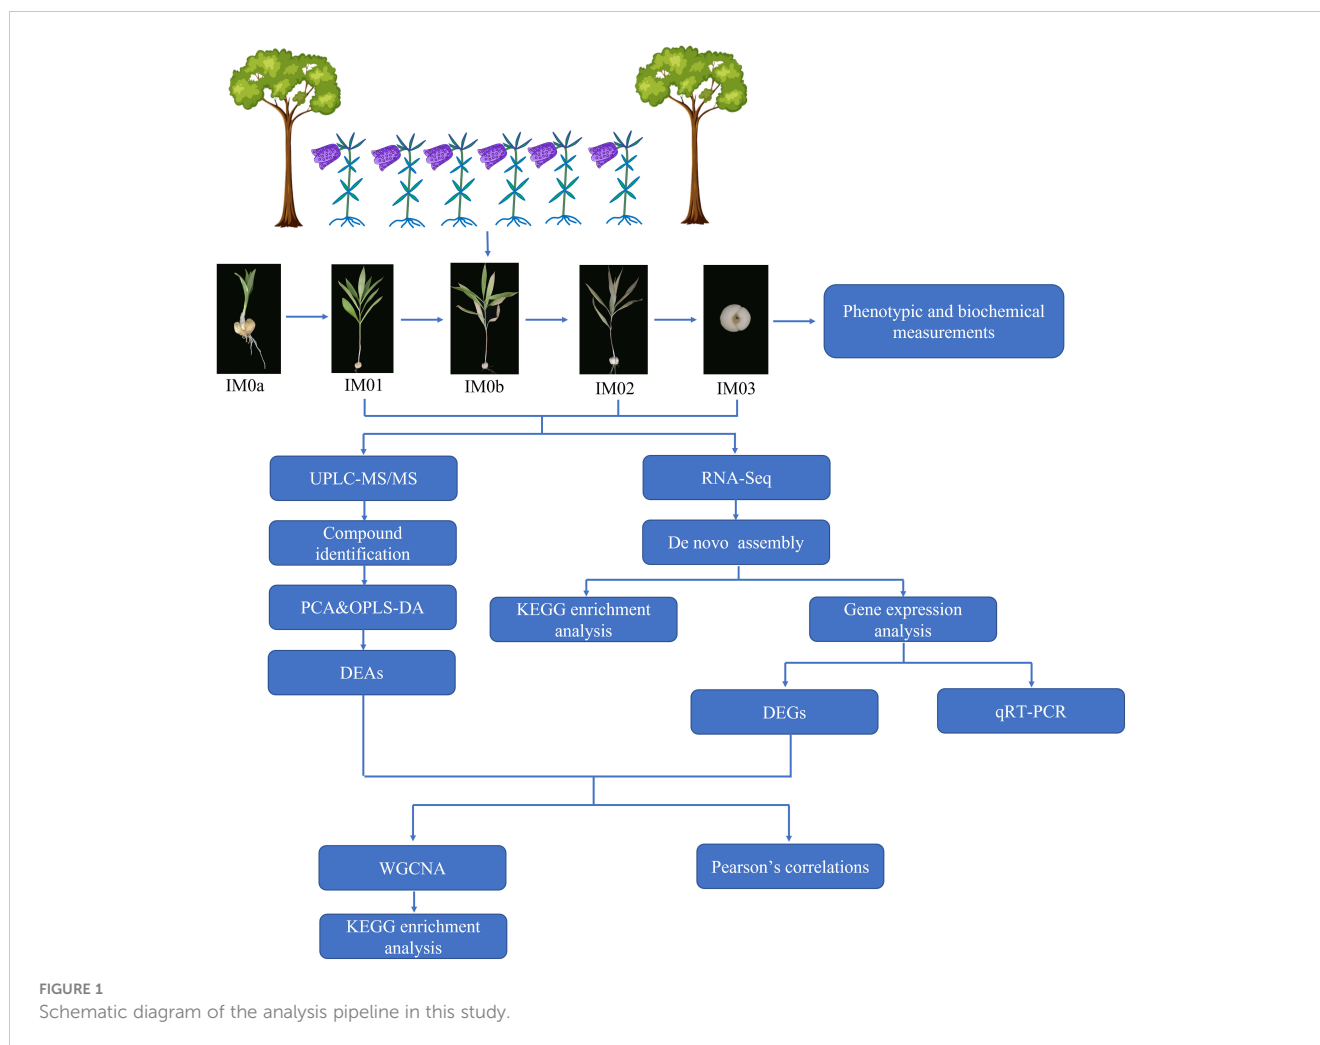 Phenotypic and biochemical
measurements
IM0a
IM01
IM0b
IM02
IM03
UPLC-MS/MS
RNA-Seq
Compound
identification
De novo assembly
PCA&OPLS-DA
KEGG enrichment
analysis
Gene expression
analysis
DEAs
DEGs
qRT-PCR
WGCNA
Pearson’s correlations
KEGG enrichment
analysis
FIGURE 1
Schematic diagram of the analysis pipeline in this study.